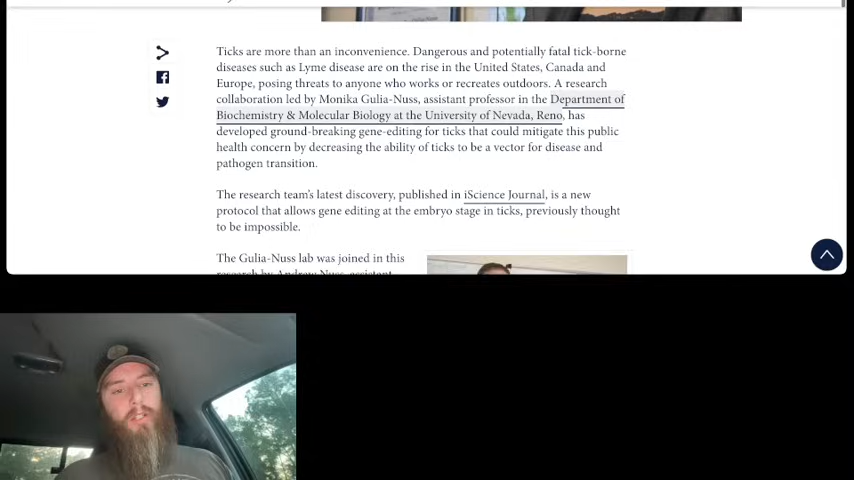 Ticks are more than an inconvenience. Dangerous and potentially fatal tick-borne
diseases such as Lyme disease are on the rise in the United States, Canada and
Europe, posing threats to anyone who works or recreates outdoors. A research
collaboration led by Monika Gulia-Nuss, assistant professor in the Department of
Biochemistry & Molecular Biology at the University of Nevada, Reno, has
developed ground-breaking gene-editing for ticks that could mitigate this public
health concern by decreasing the ability of ticks to be a vector for disease and
pathogen transition.
The research team's latest discovery, published in iScience Journal, is a new
protocol that allows gene editing at the embryo stage in ticks, previously thought
to be impossible.
The Gulia-Nuss lab was joined in this
research by Andrew Nuss, assistant